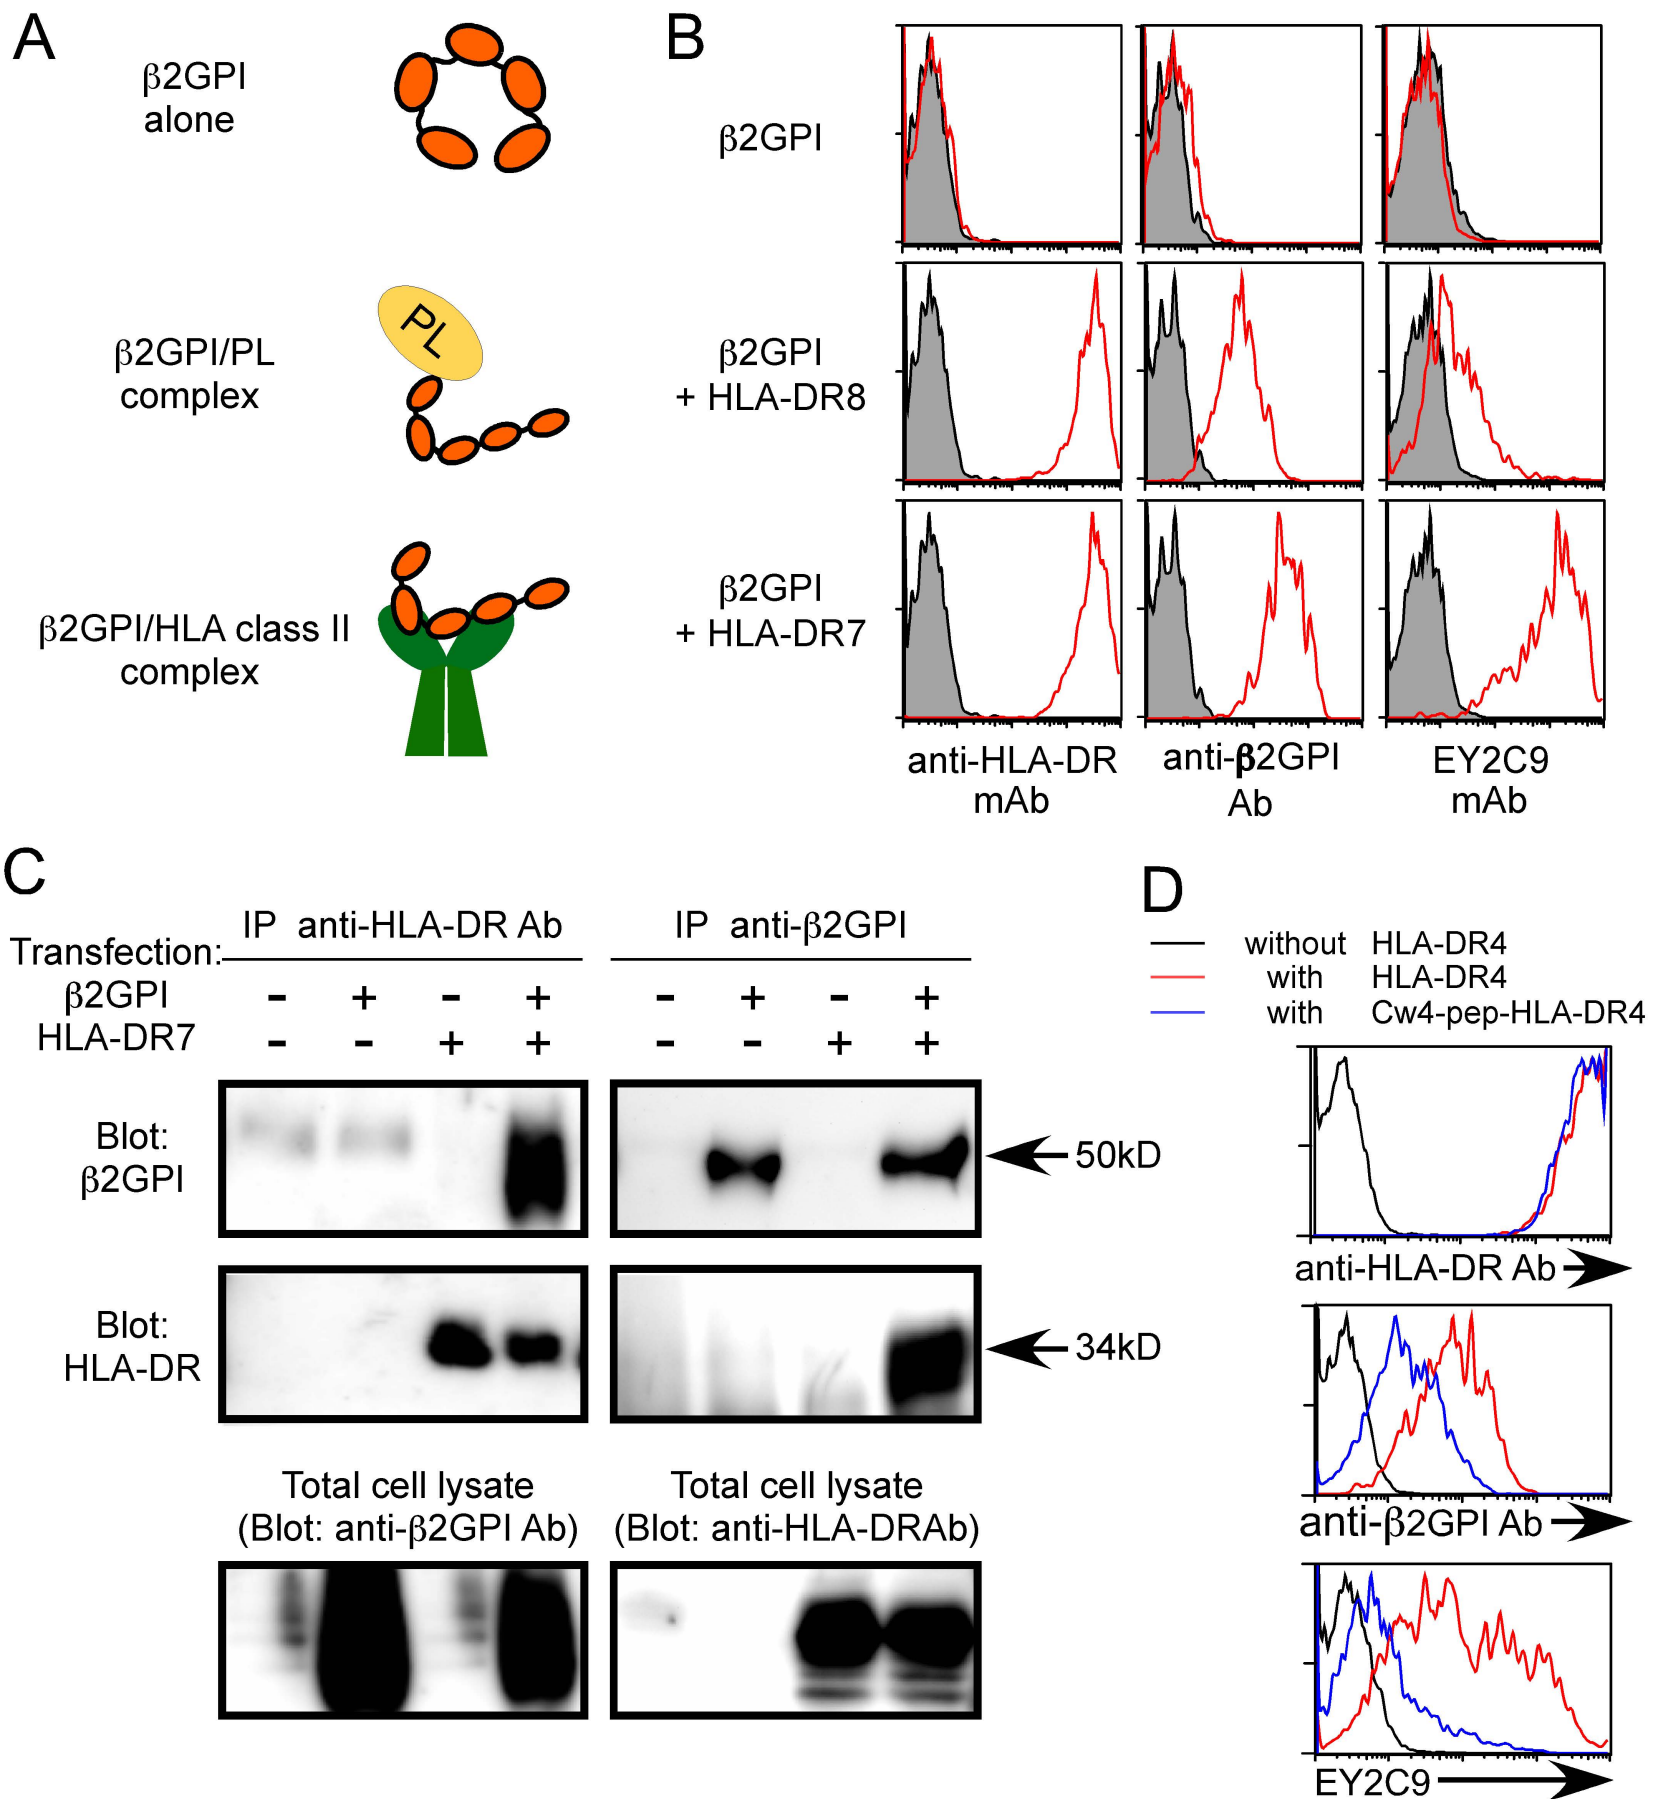 A
β2GPI
alone
PL
β2GPI/PL
complex
β2GPI/HLA class II
complex
B
β2GPI
β2GPI
+ HLA-DR8
β2GPI
+ HLA-DR7
anti-HLA-DR
mAb
anti-β2GPI
Ab
EY2C9
mAb
C
IP anti-HLA-DR Ab
IP anti-β2GPI
Transfection:
β2GPI - + - + - + - +
HLA-DR7 - - + + - - + +
Blot:
β2GPI
50kD
Blot:
HLA-DR
34kD
Total cell lysate
(Blot: anti-β2GPI Ab)
Total cell lysate
(Blot: anti-HLA-DRAb)
D
without HLA-DR4
with HLA-DR4
with Cw4-pep-HLA-DR4
anti-HLA-DR Ab
anti-β2GPI Ab
EY2C9